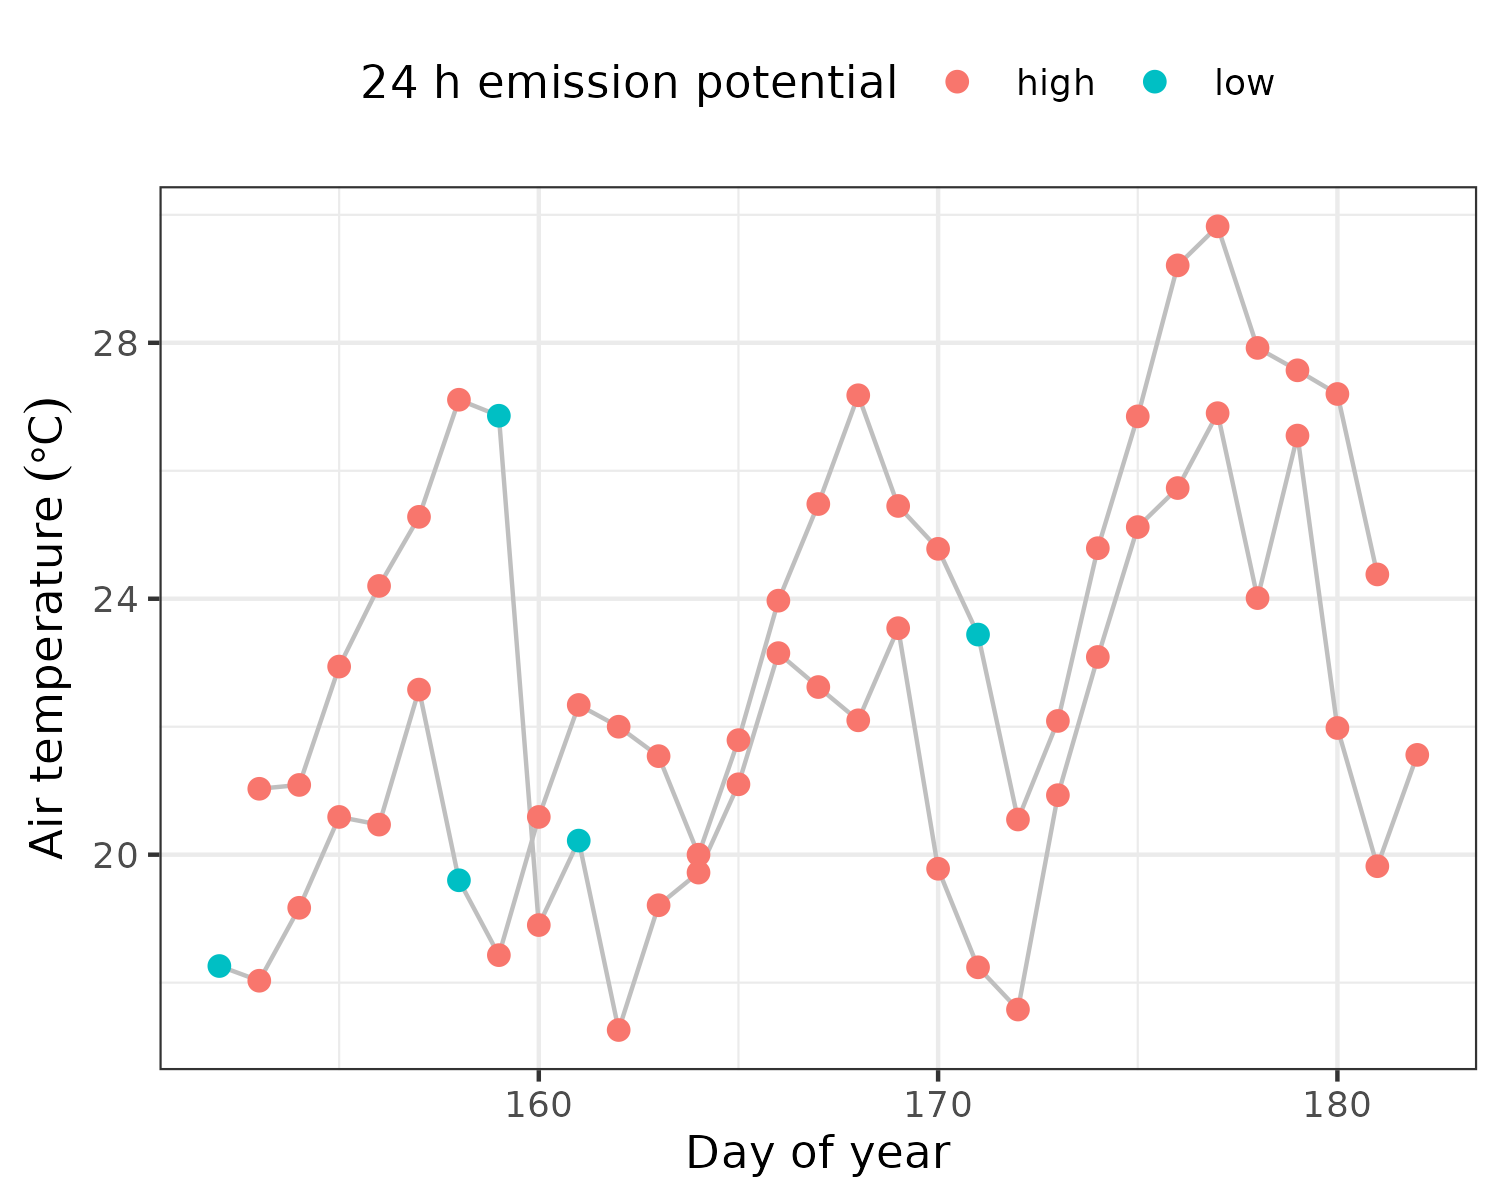 24 h emission potential high low
28
24
20
Air temperature (°C)
160 170 180
Day of year